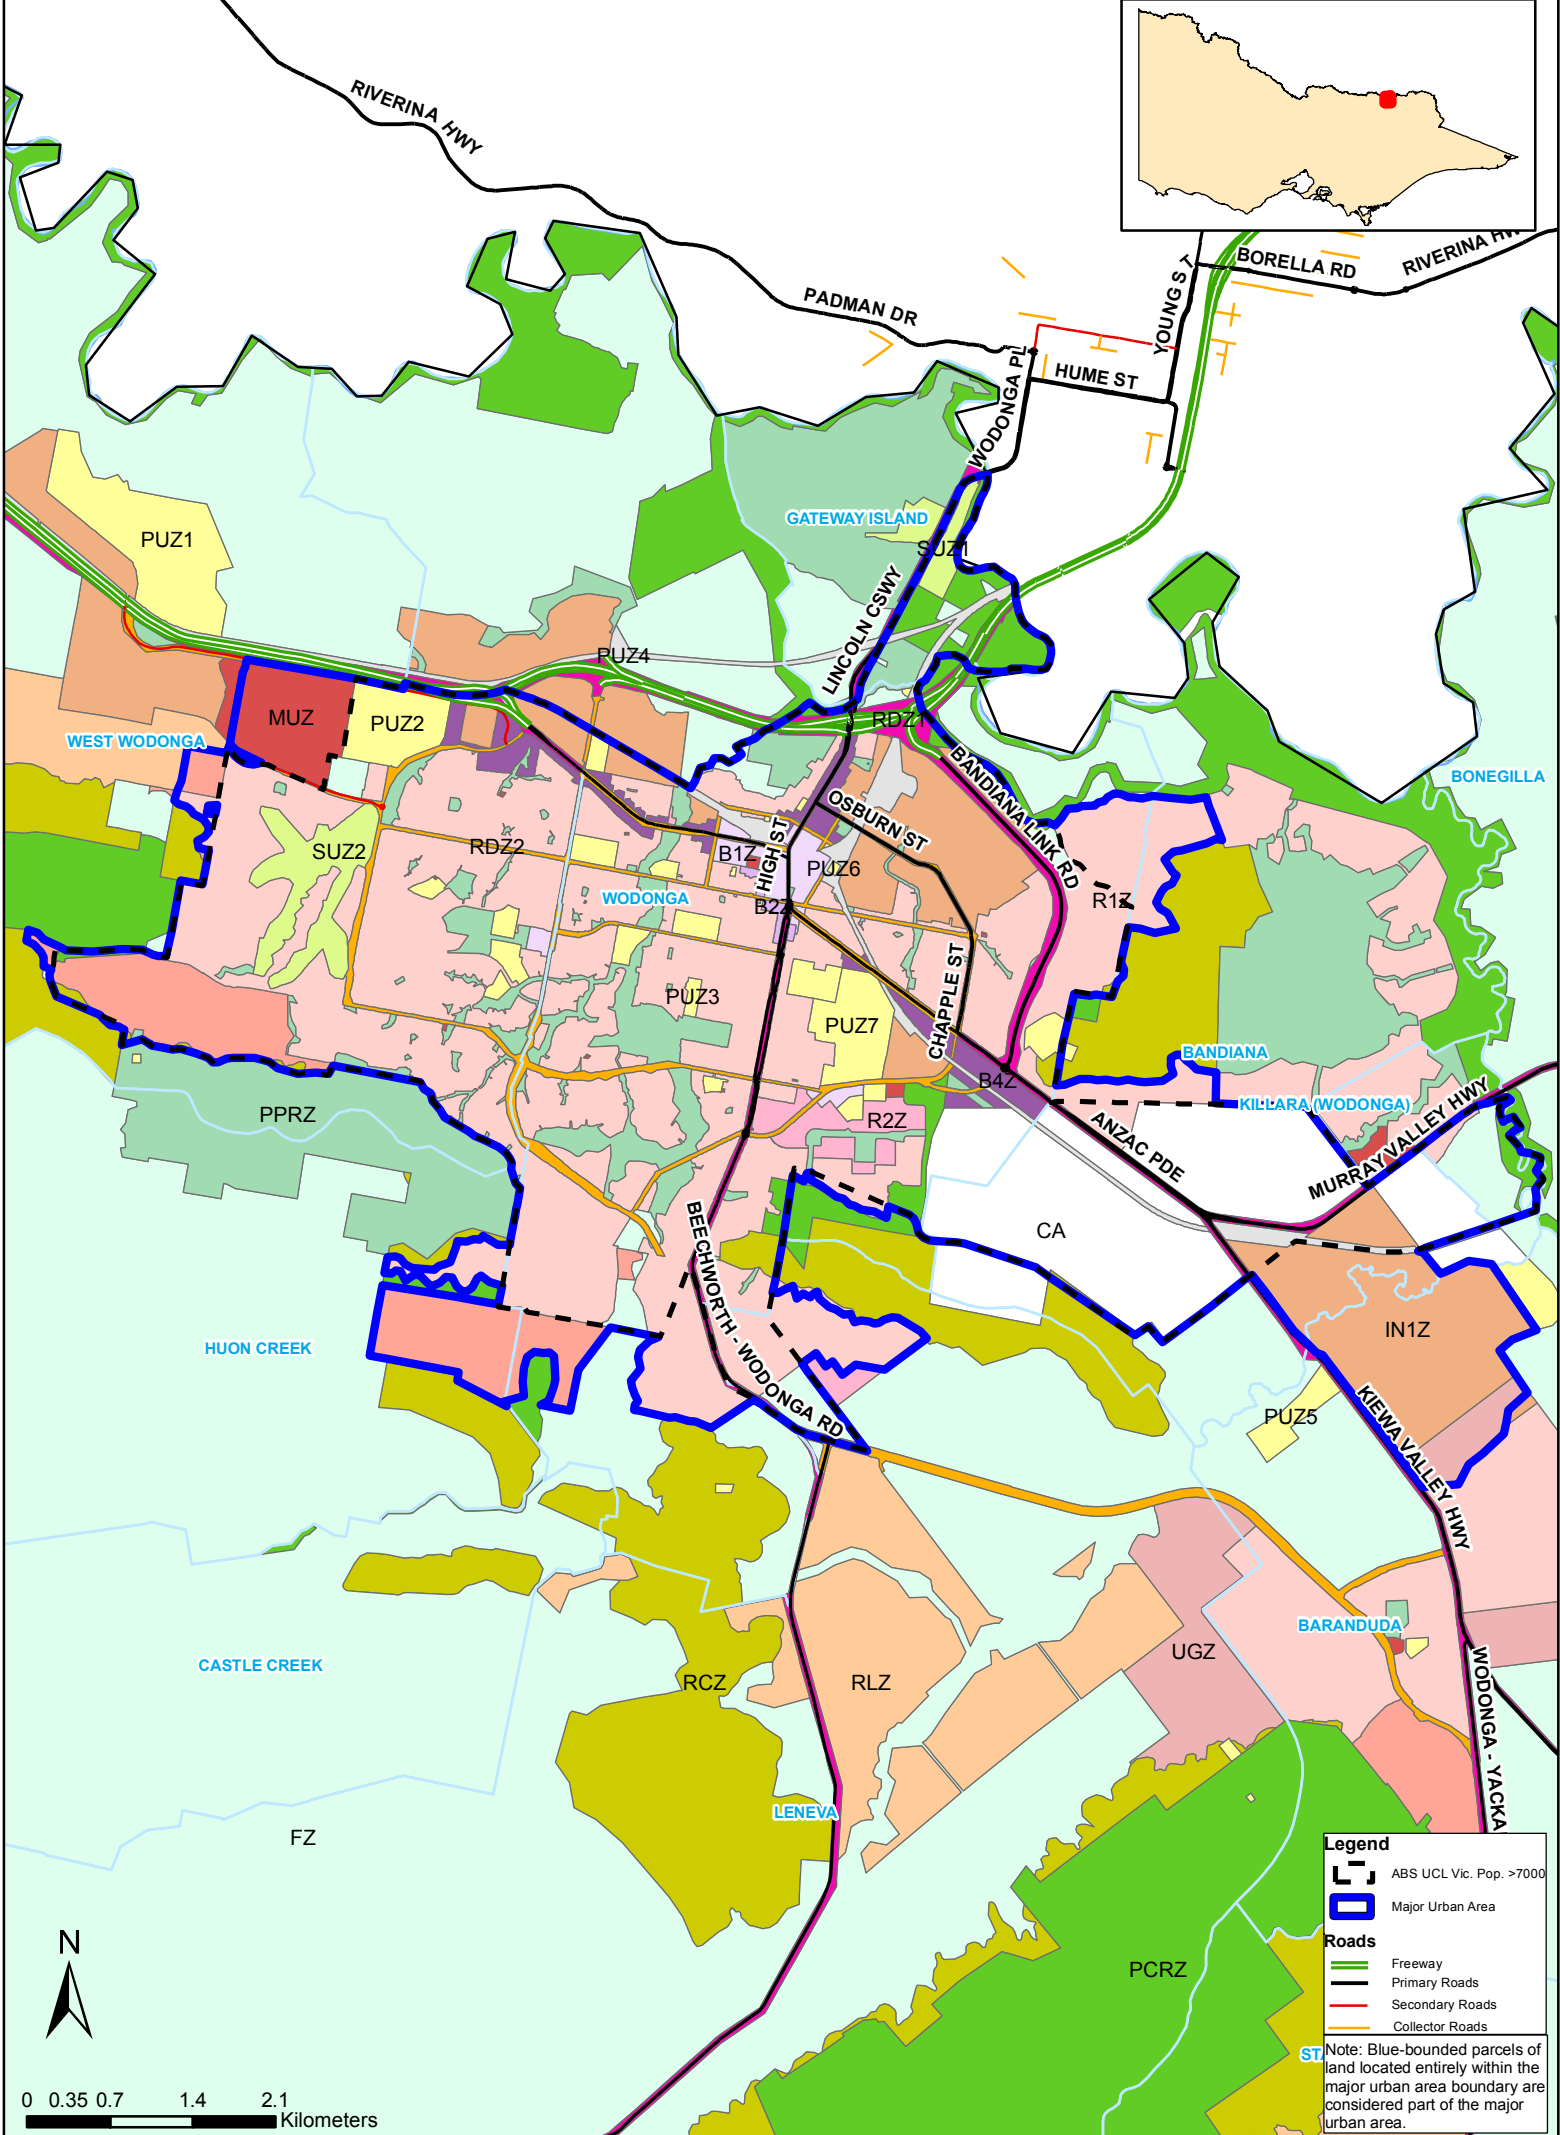 RIVERINA HWY
BORELLA RD
RIVERINA
YOUNG ST
PADMAN DR
WODONGA PL
HUME ST
GATEWAY ISLAND
SUZ1
PUZ1
LINCOLN CSWY
PUZ4
MUZ
PUZ2
RDZ1
WEST WODONGA
BANDIANA LINK RD
BONEGILLA
OSBURN ST
HIGH ST
SUZ2
RDZ2
B1Z
PUZ6
WODONGA
B2Z
R1Z
CHAPPLE ST
PUZ3
PUZ7
BANDIANA
B4Z
KILLARA (WODONGA)
PPRZ
R2Z
ANZAC PDE
MURRAY VALLEY HWY
CA
BEECHWORTH - WODONGA RD
IN1Z
HUON CREEK
PUZ5
KIEWA VALLEY HWY
BARANDUDA
UGZ
CASTLE CREEK
RCZ
RLZ
WODONGA - YACKA
LENEVA
FZ
PCRZ
Legend
ABS UCL Vic. Pop. >7000
Major Urban Area
Roads
Freeway
Primary Roads
Secondary Roads
Collector Roads
Note: Blue-bounded parcels of
land located entirely within the
major urban area boundary are
considered part of the major
urban area.
N
0 0.35 0.7 1.4 2.1
Kilometers